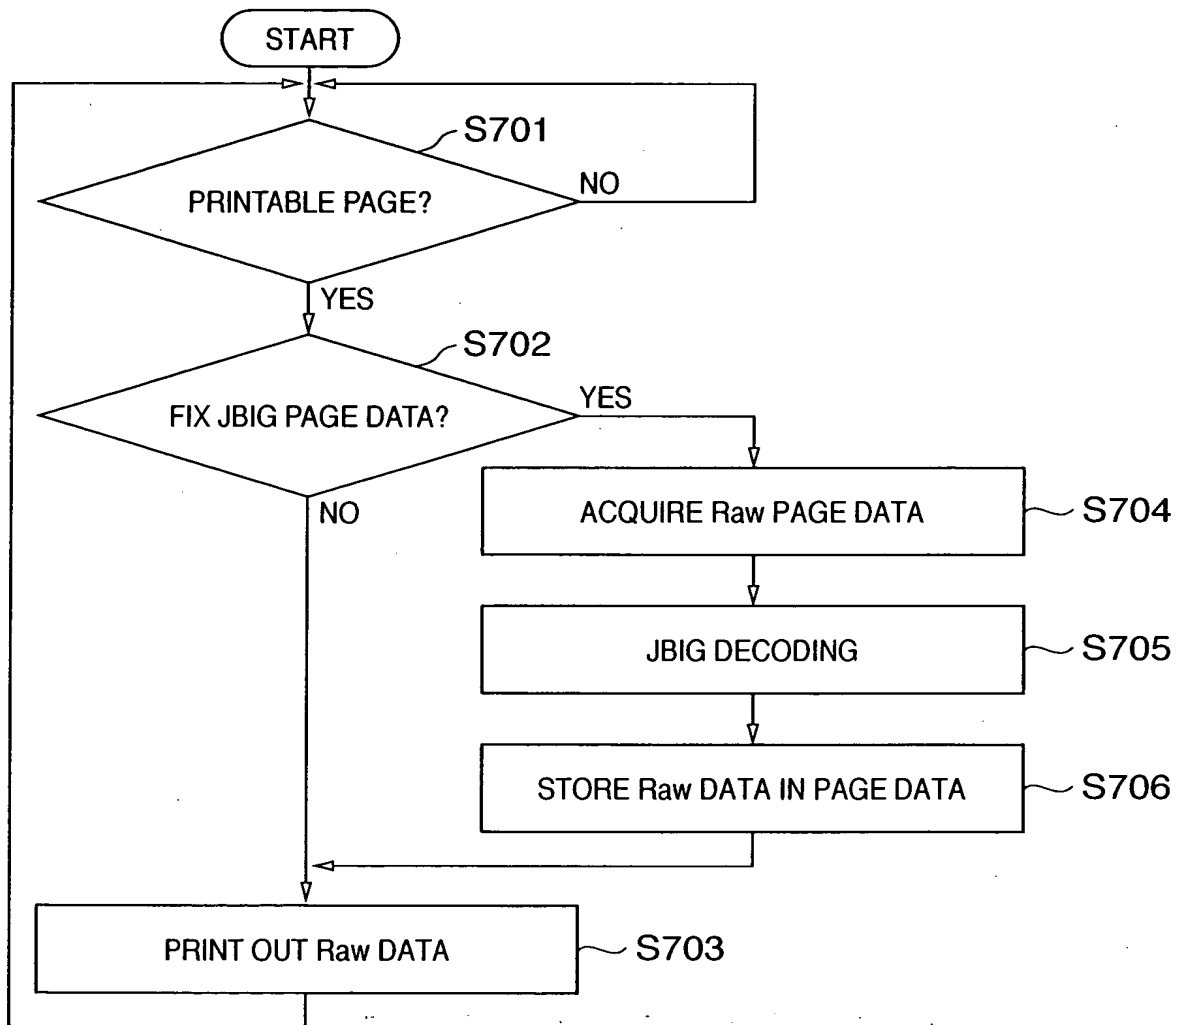 START
S701
PRINTABLE PAGE?
NO
YES
S702
FIX JBIG PAGE DATA?
YES
NO
ACQUIRE Raw PAGE DATA
S704
JBIG DECODING
S705
STORE Raw DATA IN PAGE DATA
S706
PRINT OUT Raw DATA
S703